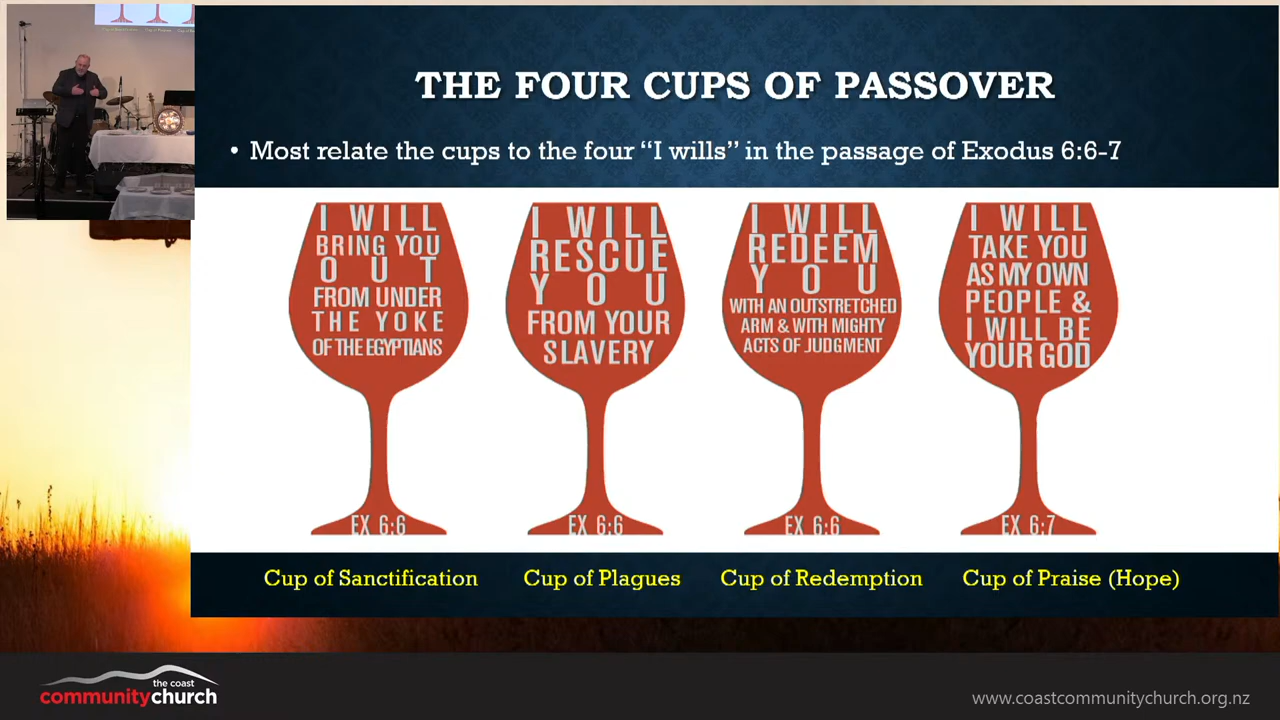 THE FOUR CUPS OF PASSOVER
• Most relate the cups to the four “I wills” in the passage of Exodus 6:6-7
I WILL
BRING YOU
OUT
FROM UNDER
THE YOKE
OF THE EGYPTIANS
EX 6:6
I WILL
RESCUE
YOU
FROM YOUR
SLAVERY
EX 6:6
I WILL
REDEEM
YOU
WITH AN OUTSTRETCHED
ARM & WITH MIGHTY
ACTS OF JUDGMENT
EX 6:6
I WILL
TAKE YOU
AS MY OWN
PEOPLE &
I WILL BE
YOUR GOD
EX 6:7
Cup of Sanctification
Cup of Plagues
Cup of Redemption
Cup of Praise (Hope)
the coast
communitychurch
www.coastcommunitychurch.org.nz